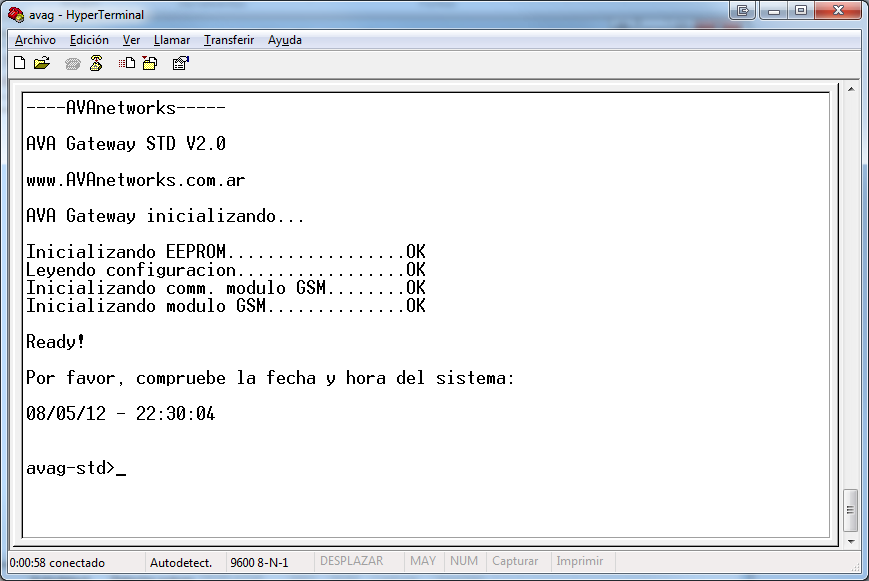 avag - HyperTerminal
Archivo Edición Ver Llamar Transferir Ayuda
----AVAnetworks-----
AVA Gateway STD V2.0
www.AVAnetworks.com.ar
AVA Gateway inicializando...
Inicializando EEPROM..................OK
Leyendo configuracion.................OK
Inicializando comm. modulo GSM........OK
Inicializando modulo GSM..............OK
Ready!
Por favor, compruebe la fecha y hora del sistema:
08/05/12 - 22:30:04
avag-std>_
0:00:58 conectado Autodetect. 9600 8-N-1 DESPLAZAR MAY NUM Capturar Imprimir